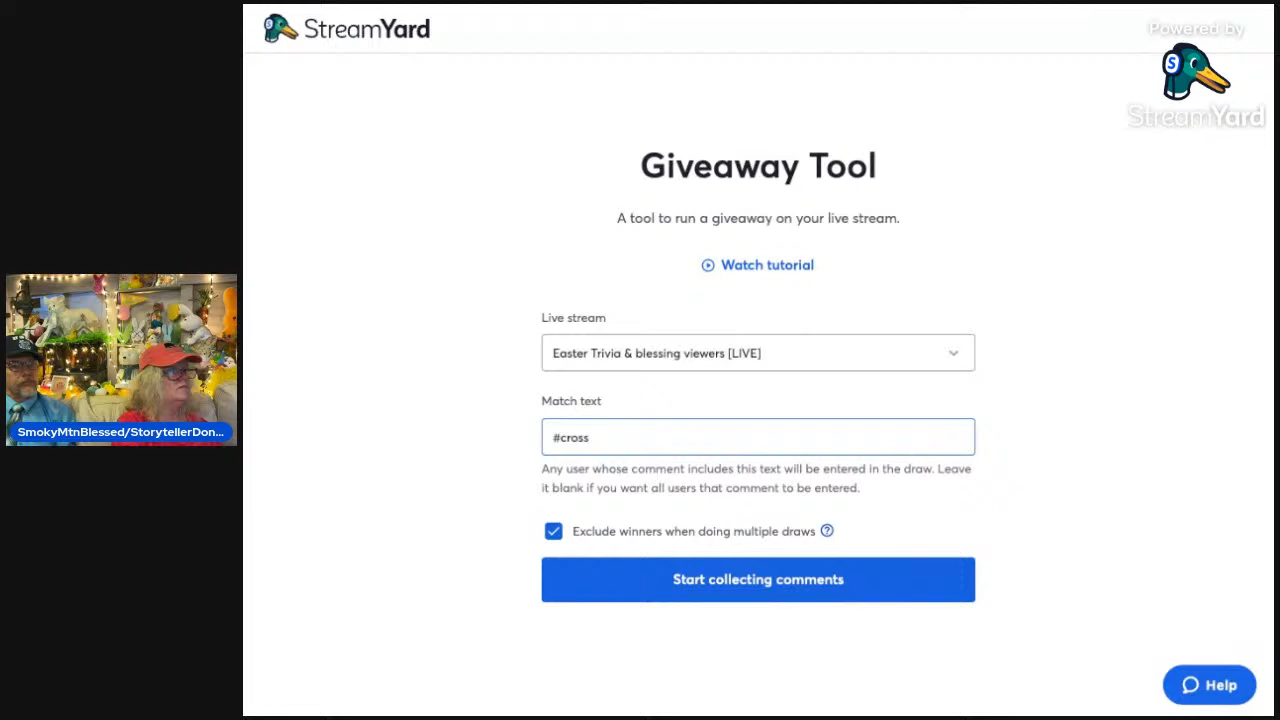 StreamYard
Powered by
S
StreamYard
Giveaway Tool
A tool to run a giveaway on your live stream.
Watch tutorial
Live stream
Easter Trivia & blessing viewers [LIVE]
Match text
#cross
Any user whose comment includes this text will be entered in the draw. Leave
it blank if you want all users that comment to be entered.
Exclude winners when doing multiple draws
Start collecting comments
SmokyMtnBlessed/StorytellerDon...
Help